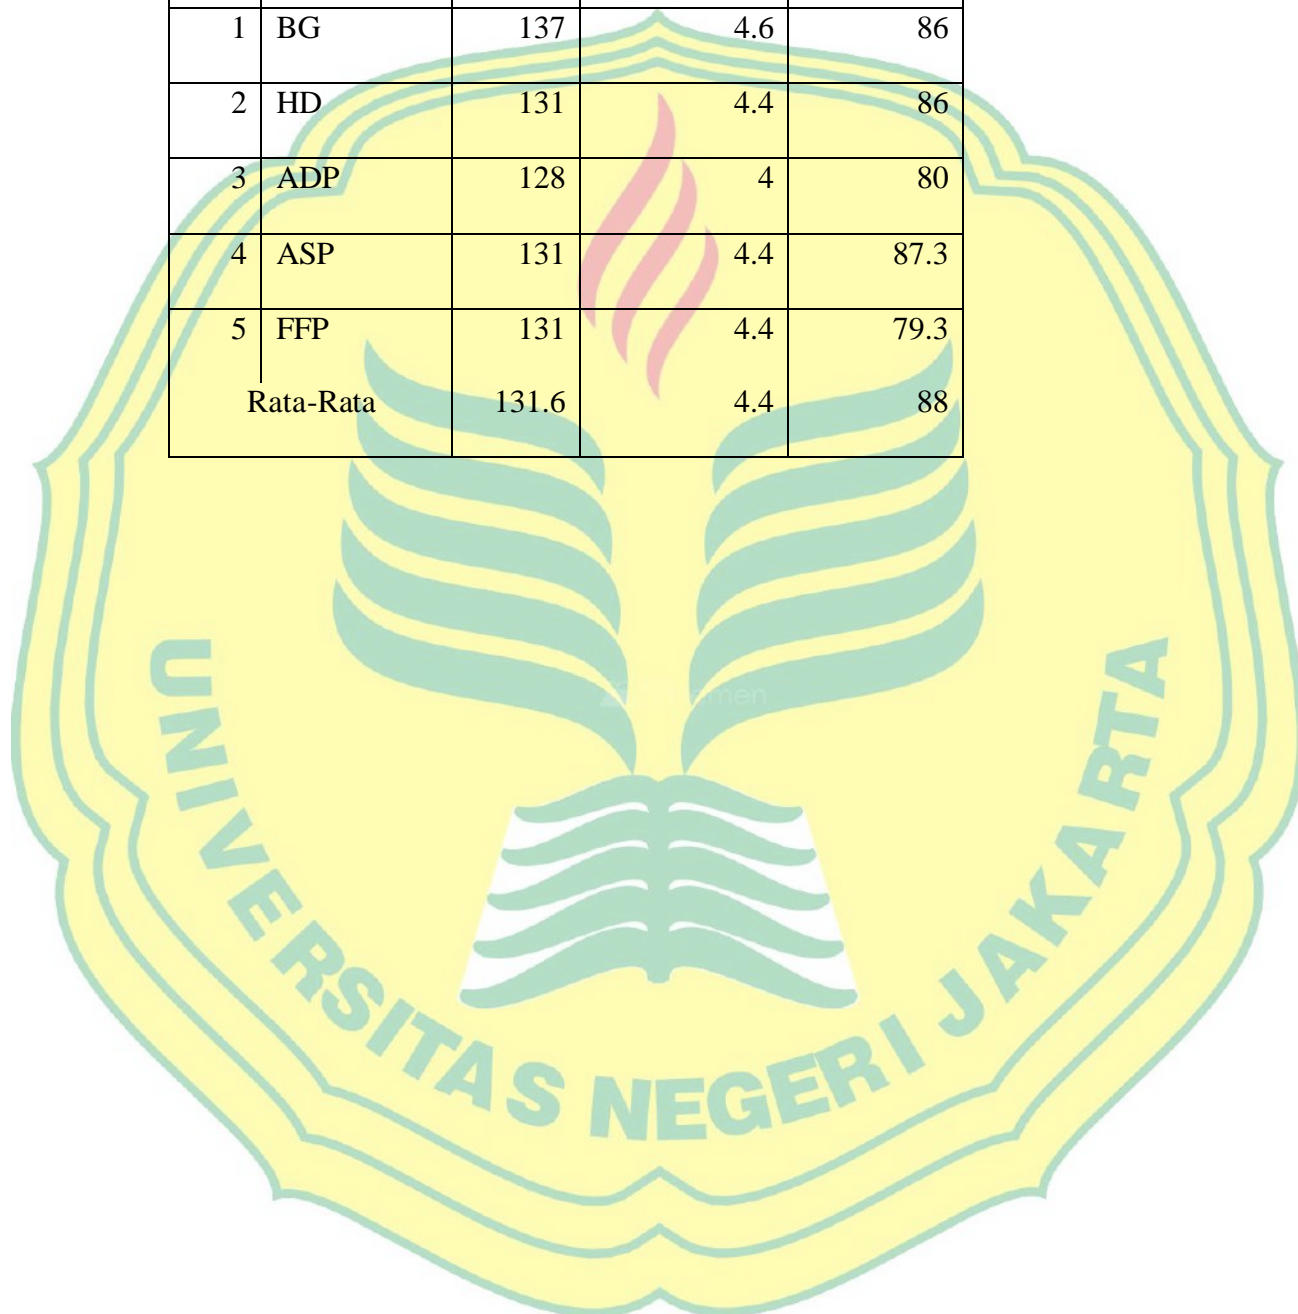 1 BG 137 4.6 86
2 HD 131 4.4 86
3 ADP 128 4 80
4 ASP 131 4.4 87.3
5 FFP 131 4.4 79.3
Rata-Rata 131.6 4.4 88
UNIVERSITAS NEGERI JAKARTA